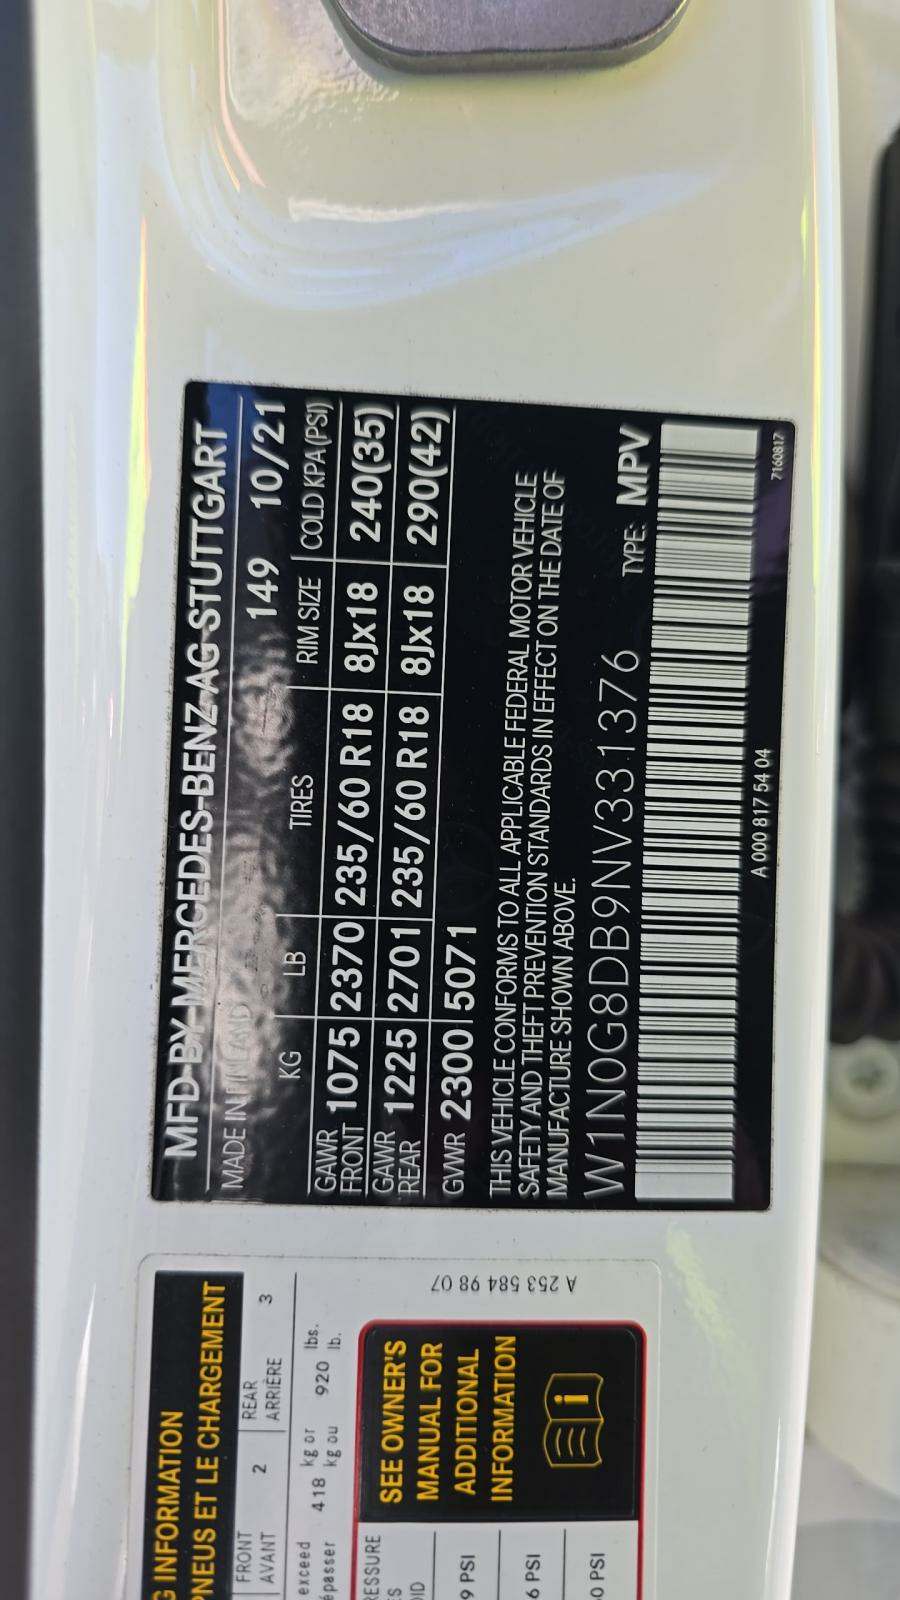 MFD BY MERCEDES-BENZ AG STUTTGART
MADE IN FINLAND 149 10/21
KG LB TIRES RIM SIZE COLD KPA(PSI)
GAWR FRONT 1075 2370 235/60 R18 8Jx18 240(35)
GAWR REAR 1225 2701 235/60 R18 8Jx18 290(42)
GVWR 2300 5071
THIS VEHICLE CONFORMS TO ALL APPLICABLE FEDERAL MOTOR VEHICLE
SAFETY AND THEFT PREVENTION STANDARDS IN EFFECT ON THE DATE OF
MANUFACTURE SHOWN ABOVE.
W1N0G8DB9NV331376 TYPE: MPV
A 000 817 54 04
7160817
INFORMATION
PNEUS ET LE CHARGEMENT
FRONT 2 REAR 3
AVANT ARRIÈRE
exceed 418 kg or 920 lbs.
kg ou lb.
SEE OWNER'S
MANUAL FOR
ADDITIONAL
INFORMATION
A 253 584 98 07
PSI
PSI
PSI